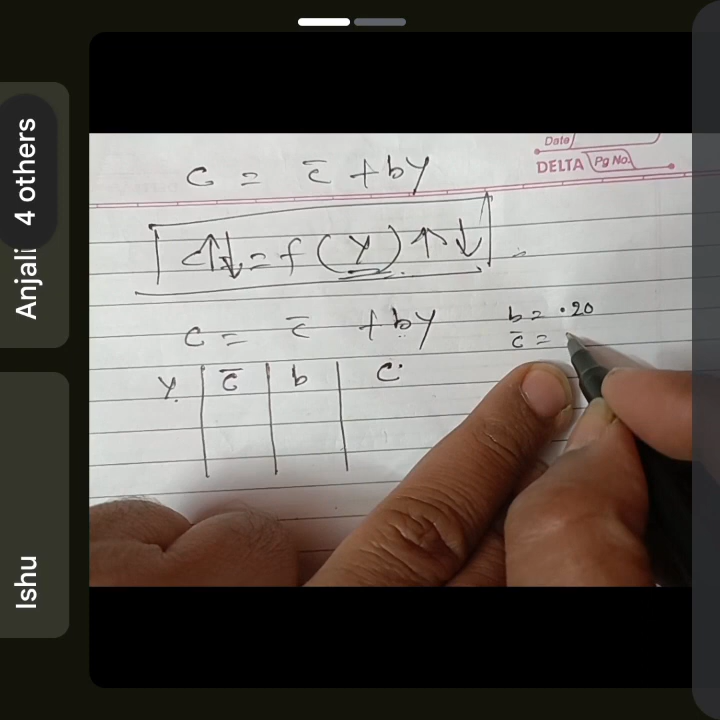 Anjali 4 others
Ishu
Date
DELTA Pg No.
C = c̄ + bY
C↑↓ = f (Y) ↑↓
C = c̄ + bY
b = .20
c̄ =
Y. c̄ b C